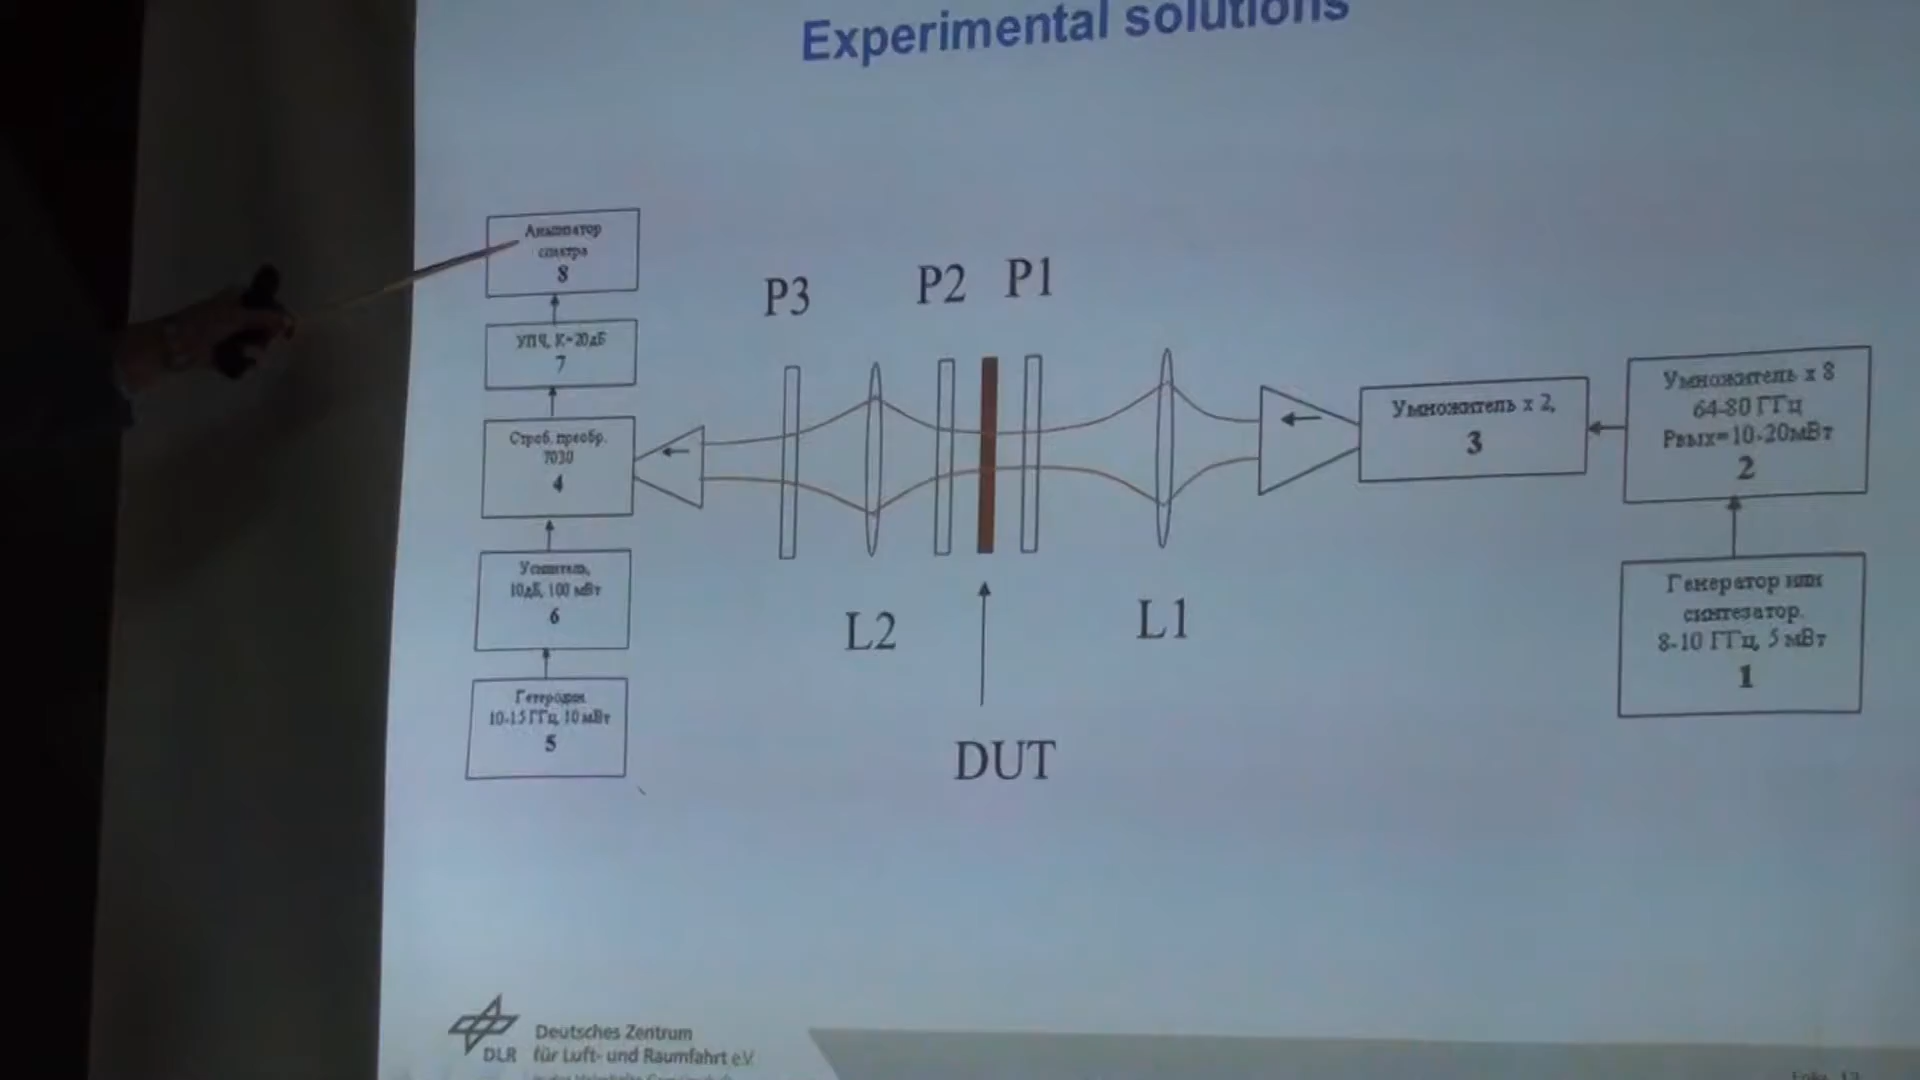 Experimental solutions
Анализатор
спектра
8
УПЧ, К=20дБ
7
Строб. преобр.
7030
4
Усилитель,
10дБ, 100 мВт
6
Гетеродин
10-15 ГГц, 10 мВт
5
P3
P2
P1
L2
L1
DUT
Умножитель х 2,
3
Умножитель х 8
64-80 ГГц
Рвых=10-20мВт
2
Генератор или
синтезатор.
8-10 ГГц, 5 мВт
1
DLR
Deutsches Zentrum
für Luft- und Raumfahrt e.V.